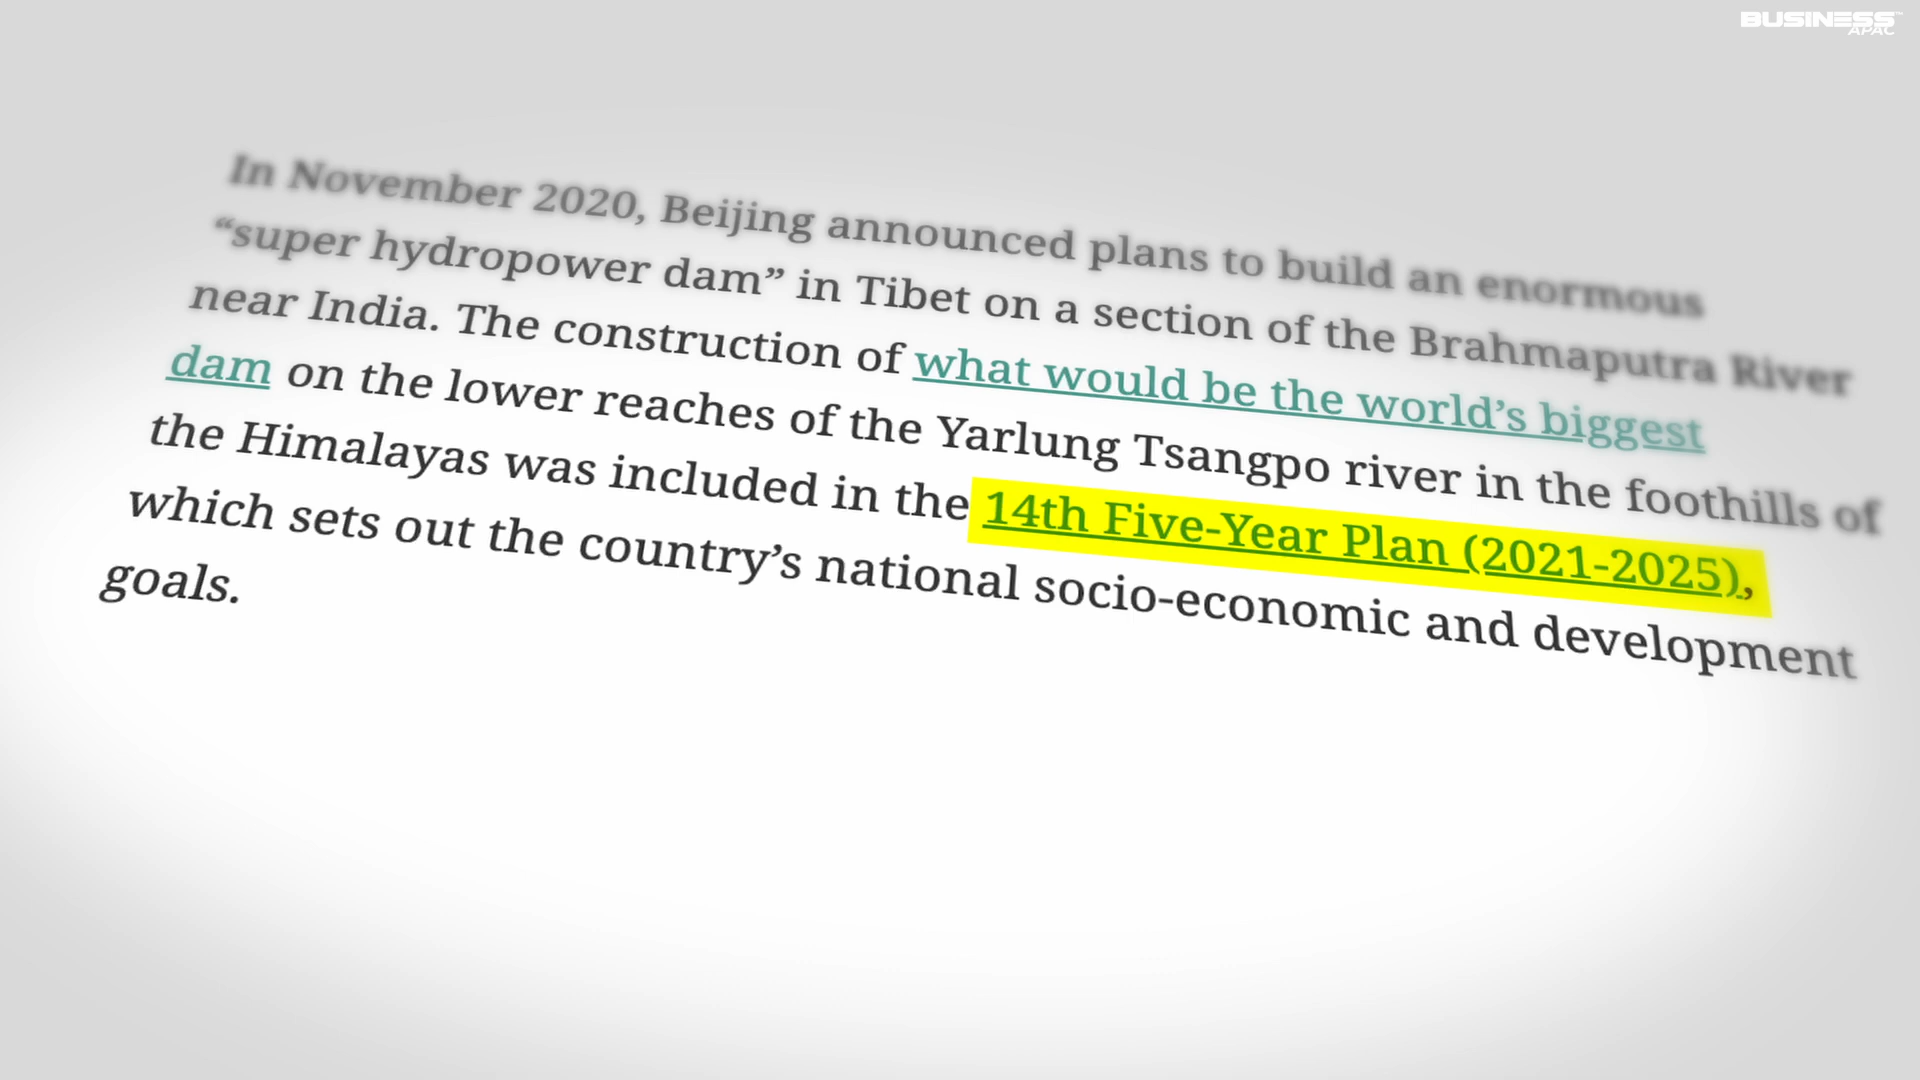 BUSINESS™
APAC
In November 2020, Beijing announced plans to build an enormous
“super hydropower dam” in Tibet on a section of the Brahmaputra River
near India. The construction of what would be the world’s biggest
dam on the lower reaches of the Yarlung Tsangpo river in the foothills of
the Himalayas was included in the 14th Five-Year Plan (2021-2025),
which sets out the country’s national socio-economic and development
goals.